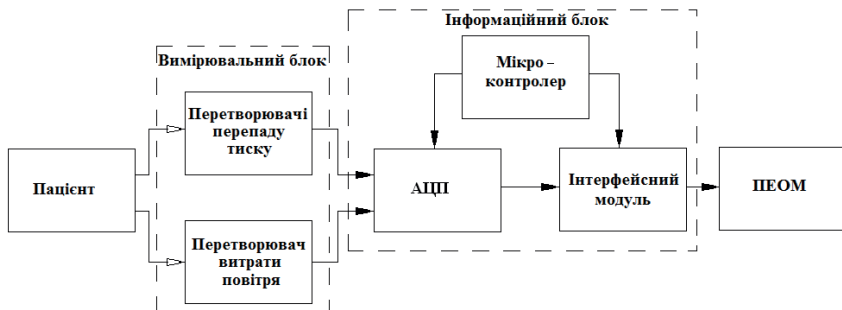 Інформаційний блок
Вимірювальний блок
Мікро –
контролер
Перетворювачі
перепаду
тиску
Пацієнт
АЦП
Інтерфейсний
модуль
ПЕОМ
Перетворювач
витрати
повітря